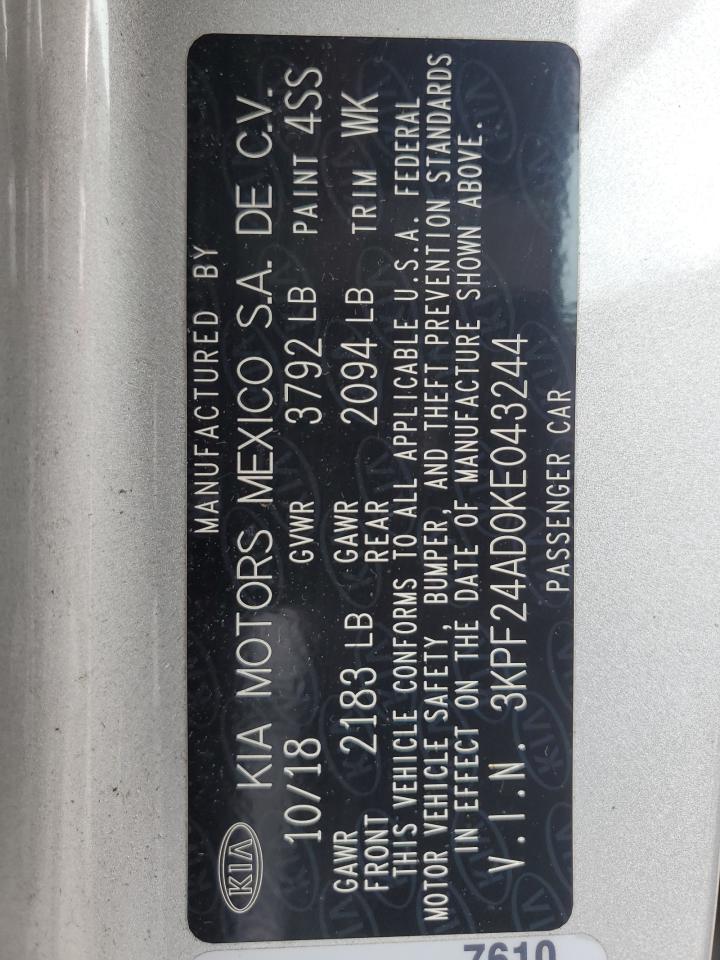 MANUFACTURED BY
KIA KIA MOTORS MEXICO S.A. DE C.V.
10/18 GVWR 3792 LB PAINT 4SS
GAWR FRONT 2183 LB GAWR REAR 2094 LB TRIM WK
THIS VEHICLE CONFORMS TO ALL APPLICABLE U.S.A. FEDERAL
MOTOR VEHICLE SAFETY, BUMPER, AND THEFT PREVENTION STANDARDS
IN EFFECT ON THE DATE OF MANUFACTURE SHOWN ABOVE.
V.I.N. 3KPF24AD0KE043244
PASSENGER CAR
7610